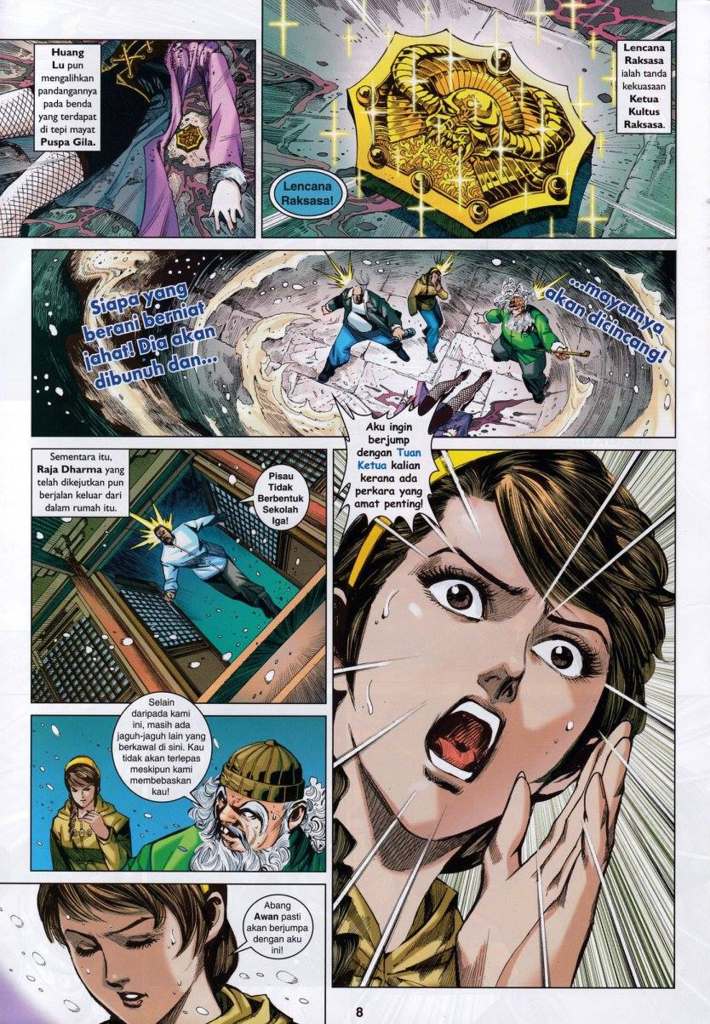 Huang
Lu pun
mengalihkan
pandangannya
pada benda
yang terdapat
di tepi mayat
Puspa Gila.
Lencana
Raksasa
ialah tanda
kekuasaan
Ketua
Kultus
Raksasa.
Lencana
Raksasa!
Siapa yang
berani berniat
jahat! Dia akan
dibunuh dan...
...mayatnya
akan dicincang!
Aku ingin
berjump
dengan Tuan
Ketua kalian
kerana ada
perkara yang
amat penting!
Sementara itu,
Raja Dharma yang
telah dikejutkan pun
berjalan keluar dari
dalam rumah itu.
Pisau
Tidak
Berbentuk
Sekolah
Iga!
Selain
daripada kami
ini, masih ada
jaguh-jaguh lain yang
berkawal di sini. Kau
tidak akan terlepas
meskipun kami
membebaskan
kau!
Abang
Awan pasti
akan berjumpa
dengan aku
ini!
8